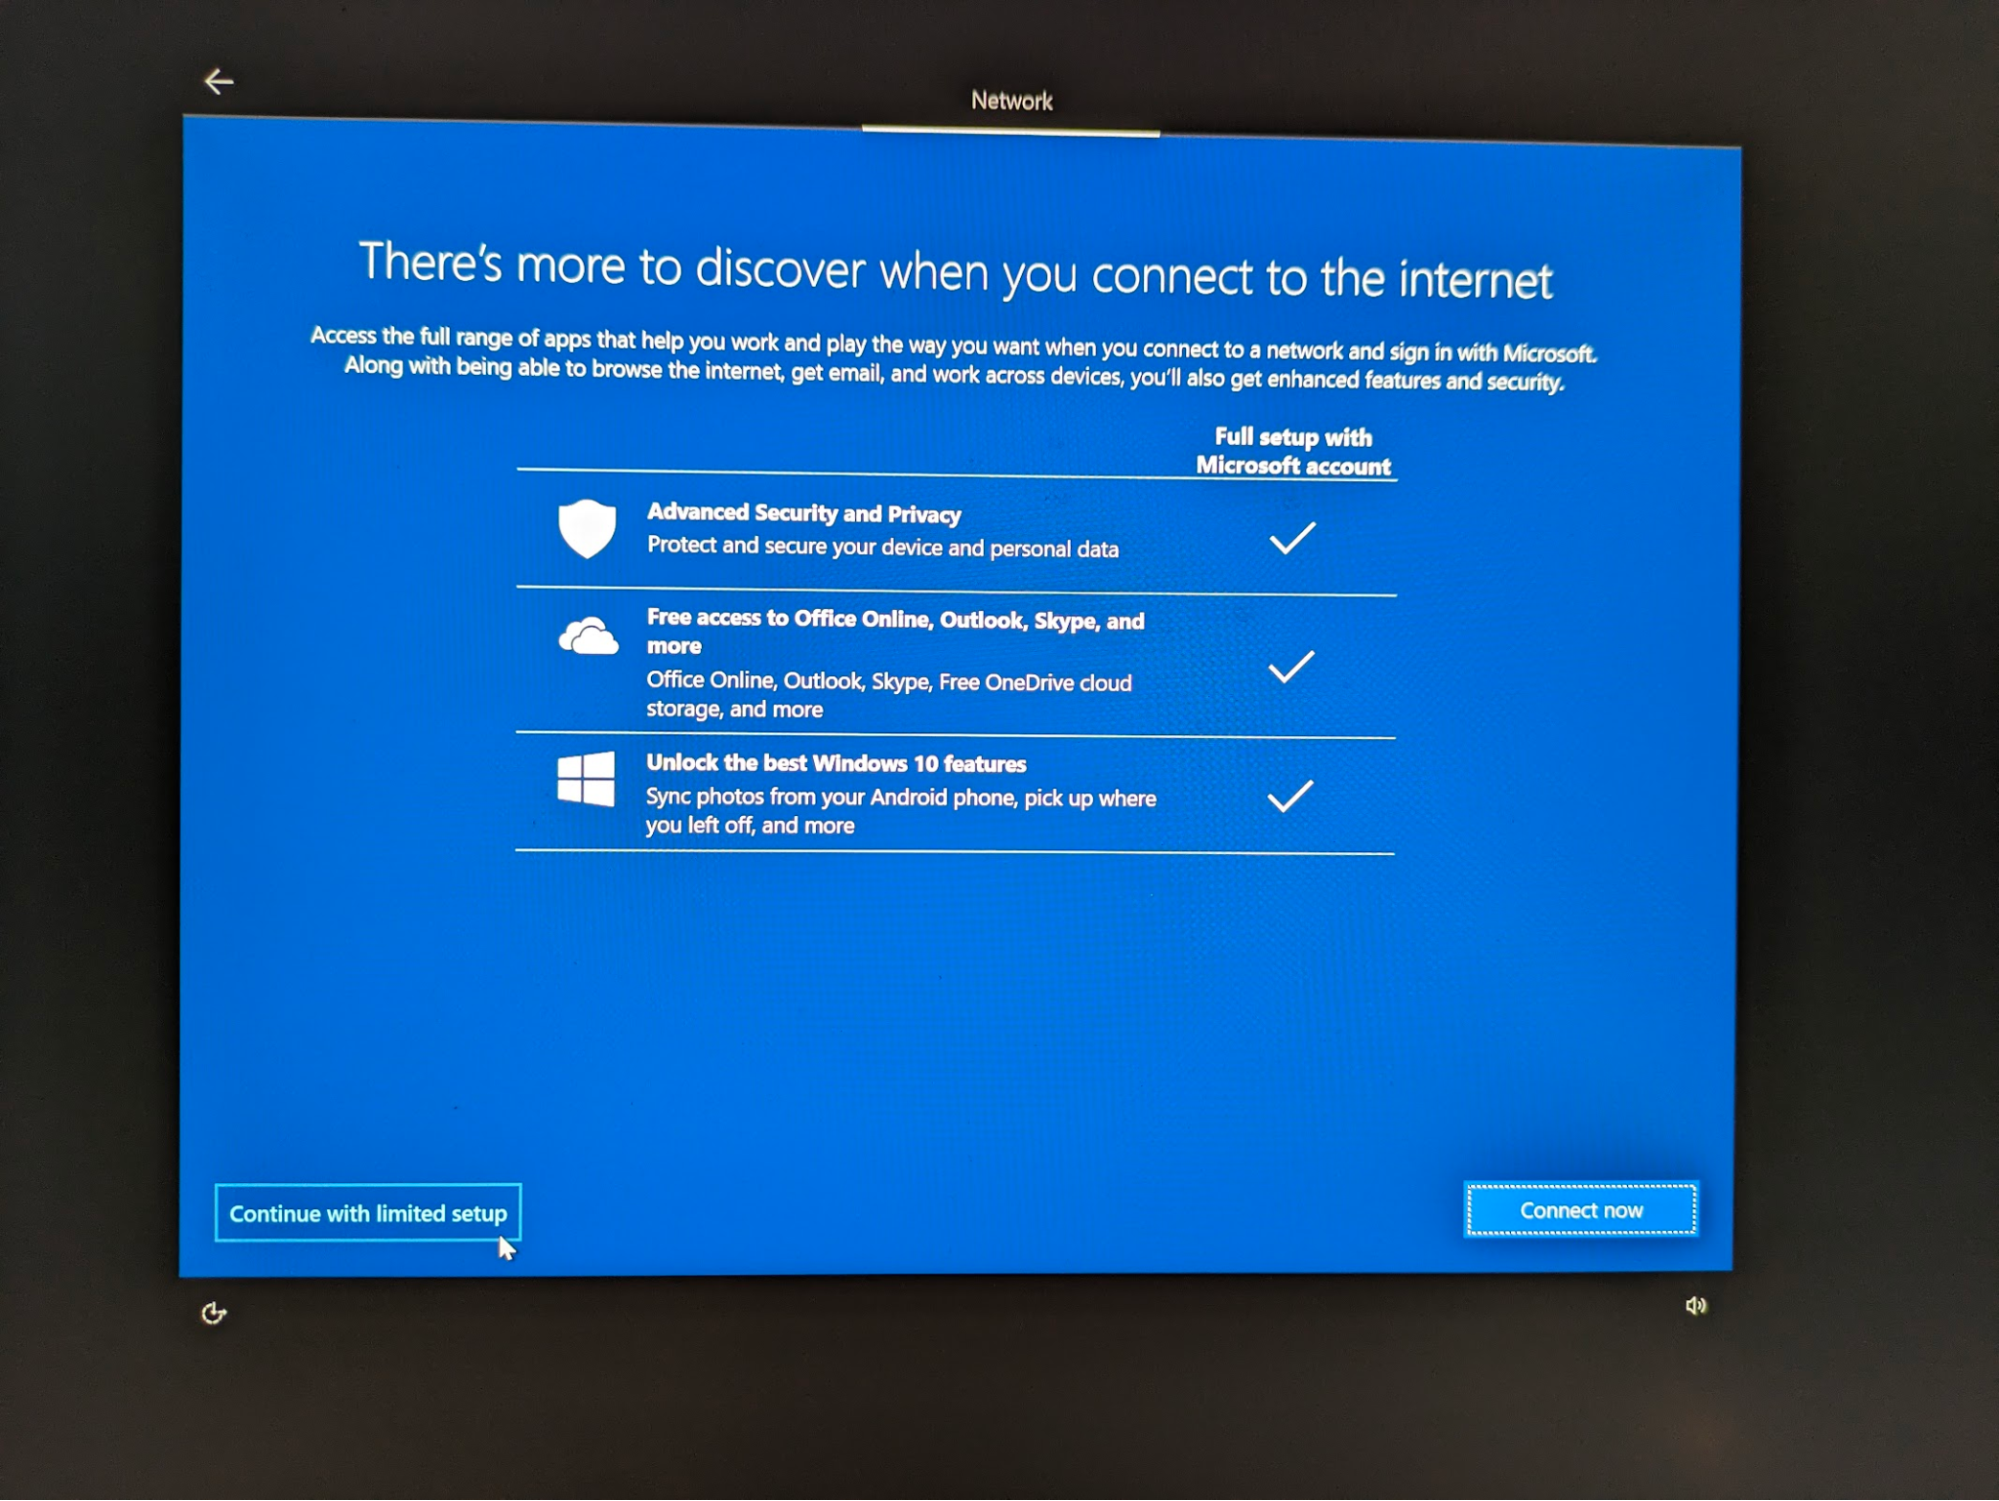 Network
There's more to discover when you connect to the internet
Access the full range of apps that help you work and play the way you want when you connect to a network and sign in with Microsoft.
Along with being able to browse the internet, get email, and work across devices, you'll also get enhanced features and security.
Full setup with
Microsoft account
Advanced Security and Privacy
Protect and secure your device and personal data
Free access to Office Online, Outlook, Skype, and
more
Office Online, Outlook, Skype, Free OneDrive cloud
storage, and more
Unlock the best Windows 10 features
Sync photos from your Android phone, pick up where
you left off, and more
Continue with limited setup
Connect now